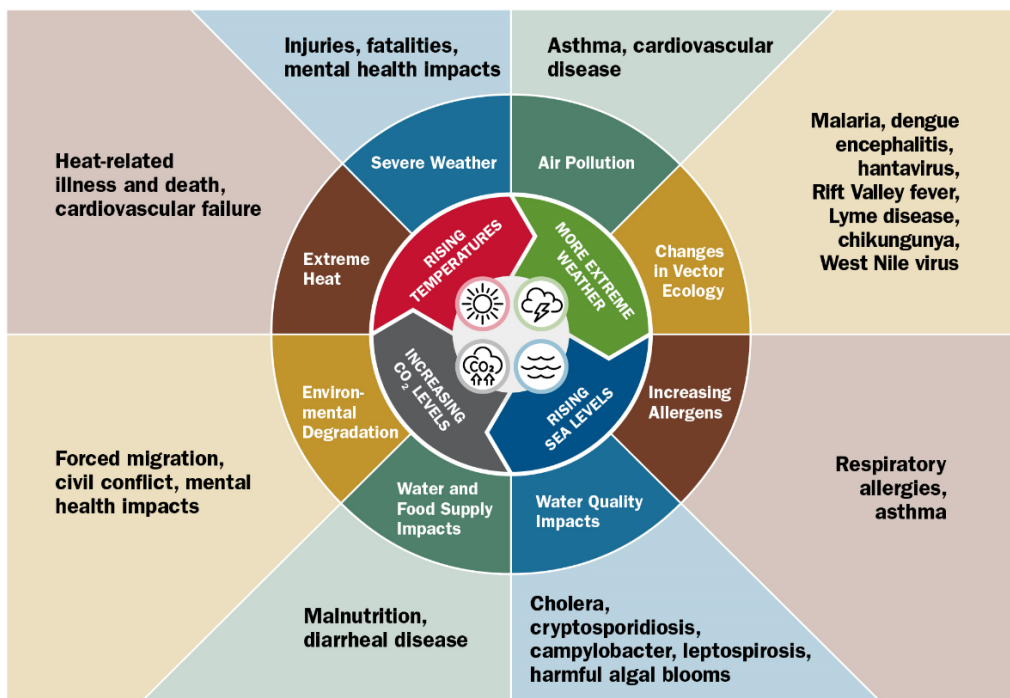 Injuries, fatalities,
mental health impacts
Asthma, cardiovascular
disease
Malaria, dengue
encephalitis,
hantavirus,
Rift Valley fever,
Lyme disease,
chikungunya,
West Nile virus
Heat-related
illness and death,
cardiovascular failure
Severe Weather
Air Pollution
Extreme
Heat
Changes
in Vector
Ecology
RISING
TEMPERATURES
MORE EXTREME
WEATHER
CO2
INCREASING
CO2 LEVELS
RISING
SEA LEVELS
Environ-
mental
Degradation
Increasing
Allergens
Water and
Food Supply
Impacts
Water Quality
Impacts
Forced migration,
civil conflict, mental
health impacts
Respiratory
allergies,
asthma
Malnutrition,
diarrheal disease
Cholera,
cryptosporidiosis,
campylobacter, leptospirosis,
harmful algal blooms